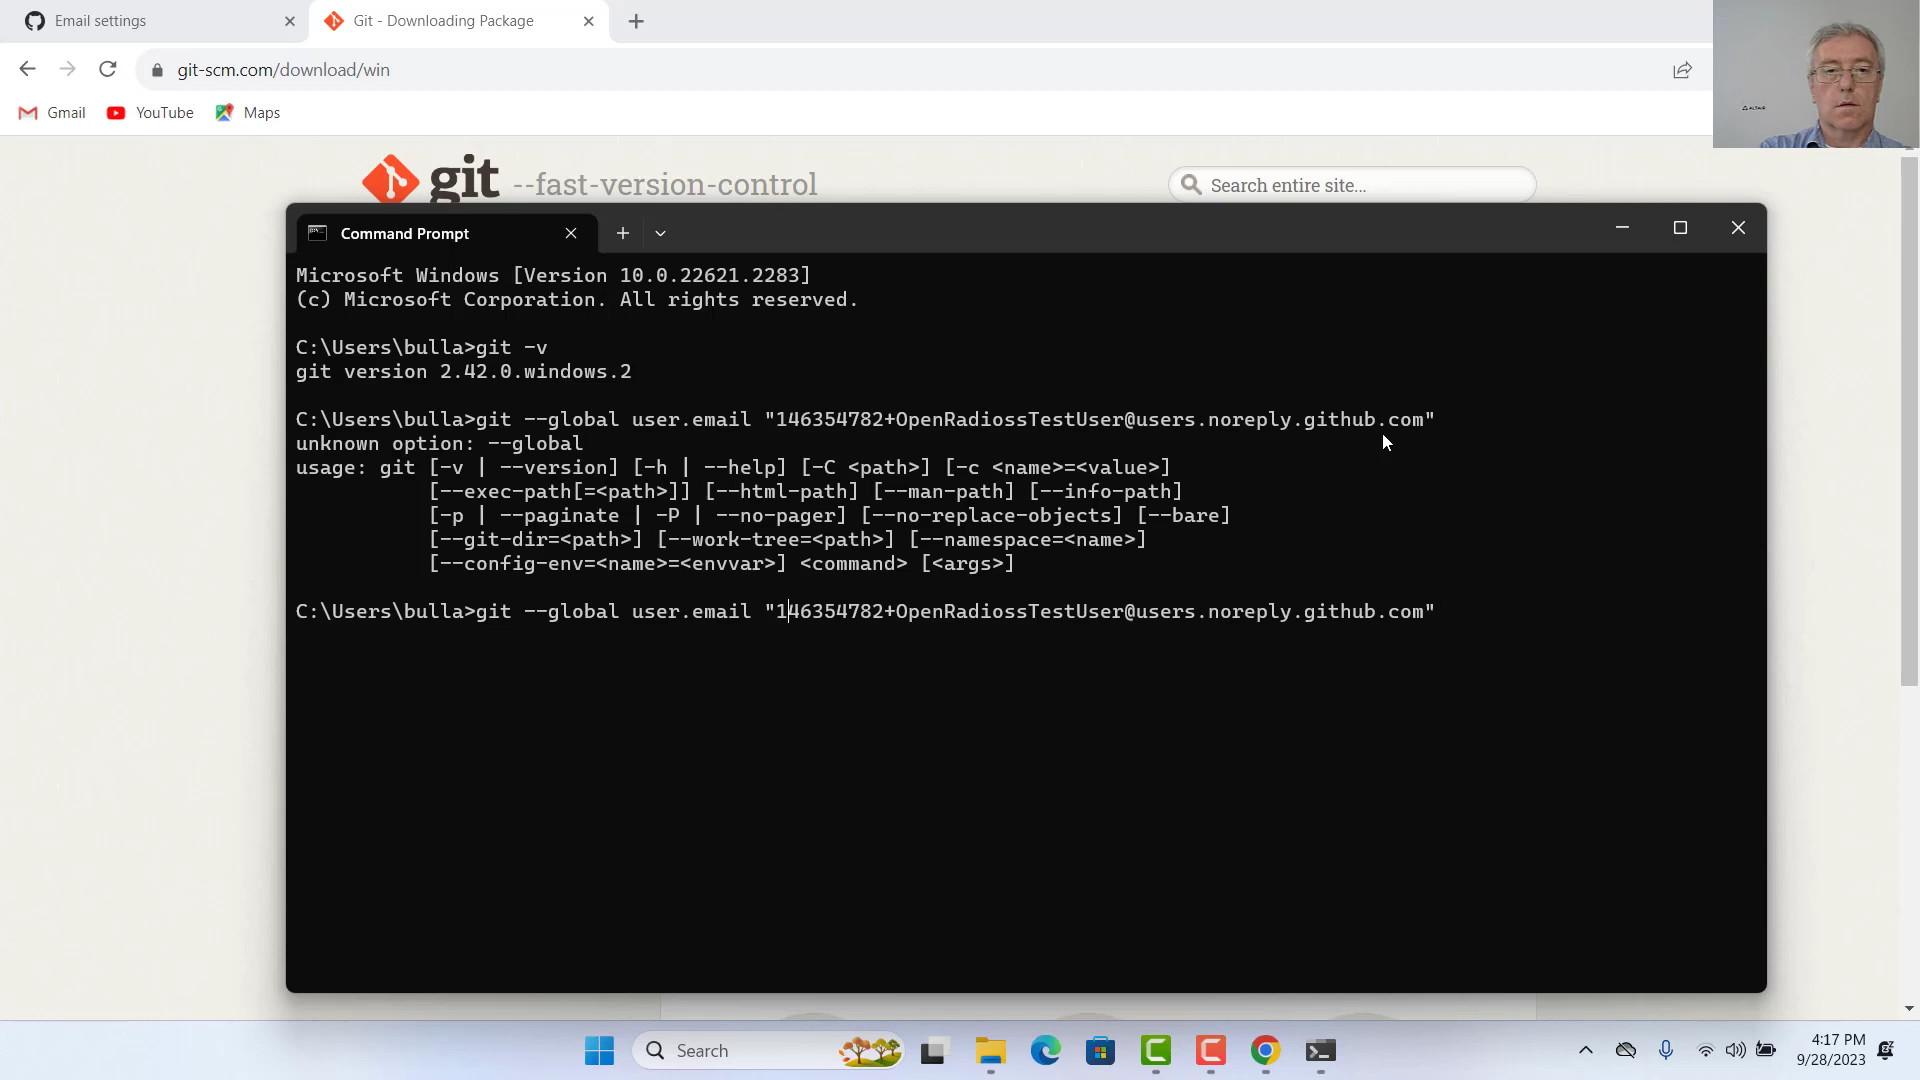 Email settings
Git - Downloading Package
git-scm.com/download/win
Gmail
YouTube
Maps
ALTAIR
git --fast-version-control
Search entire site...
Command Prompt
Microsoft Windows [Version 10.0.22621.2283]
(c) Microsoft Corporation. All rights reserved.
C:\Users\bulla>git -v
git version 2.42.0.windows.2
C:\Users\bulla>git --global user.email "146354782+OpenRadiossTestUser@users.noreply.github.com"
unknown option: --global
usage: git [-v | --version] [-h | --help] [-C <path>] [-c <name>=<value>]
[--exec-path[=<path>]] [--html-path] [--man-path] [--info-path]
[-p | --paginate | -P | --no-pager] [--no-replace-objects] [--bare]
[--git-dir=<path>] [--work-tree=<path>] [--namespace=<name>]
[--config-env=<name>=<envvar>] <command> [<args>]
C:\Users\bulla>git --global user.email "146354782+OpenRadiossTestUser@users.noreply.github.com"
Search
4:17 PM
9/28/2023